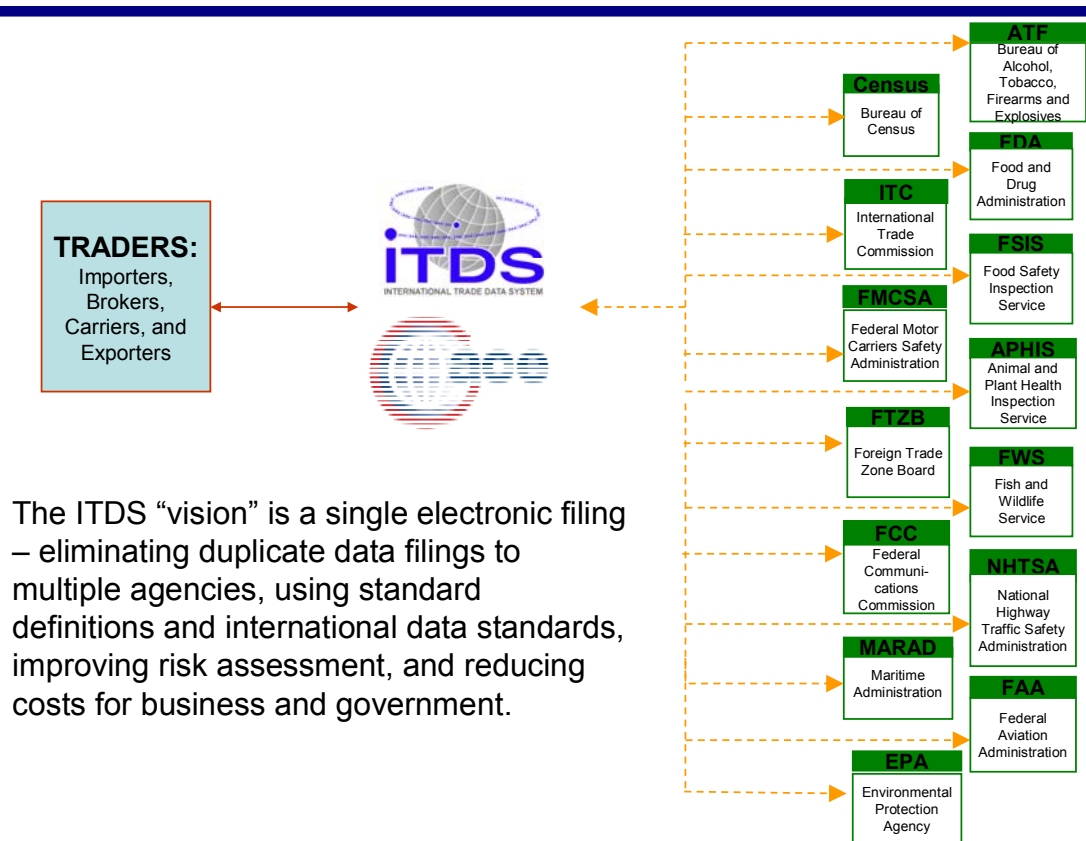 TRADERS:
Importers,
Brokers,
Carriers, and
Exporters
iTDS
INTERNATIONAL TRADE DATA SYSTEM
ace
The ITDS “vision” is a single electronic filing
– eliminating duplicate data filings to
multiple agencies, using standard
definitions and international data standards,
improving risk assessment, and reducing
costs for business and government.
Census
Bureau of
Census
ITC
International
Trade
Commission
FMCSA
Federal Motor
Carriers Safety
Administration
FTZB
Foreign Trade
Zone Board
FCC
Federal
Communi-
cations
Commission
MARAD
Maritime
Administration
EPA
Environmental
Protection
Agency
ATF
Bureau of
Alcohol,
Tobacco,
Firearms and
Explosives
FDA
Food and
Drug
Administration
FSIS
Food Safety
Inspection
Service
APHIS
Animal and
Plant Health
Inspection
Service
FWS
Fish and
Wildlife
Service
NHTSA
National
Highway
Traffic Safety
Administration
FAA
Federal
Aviation
Administration